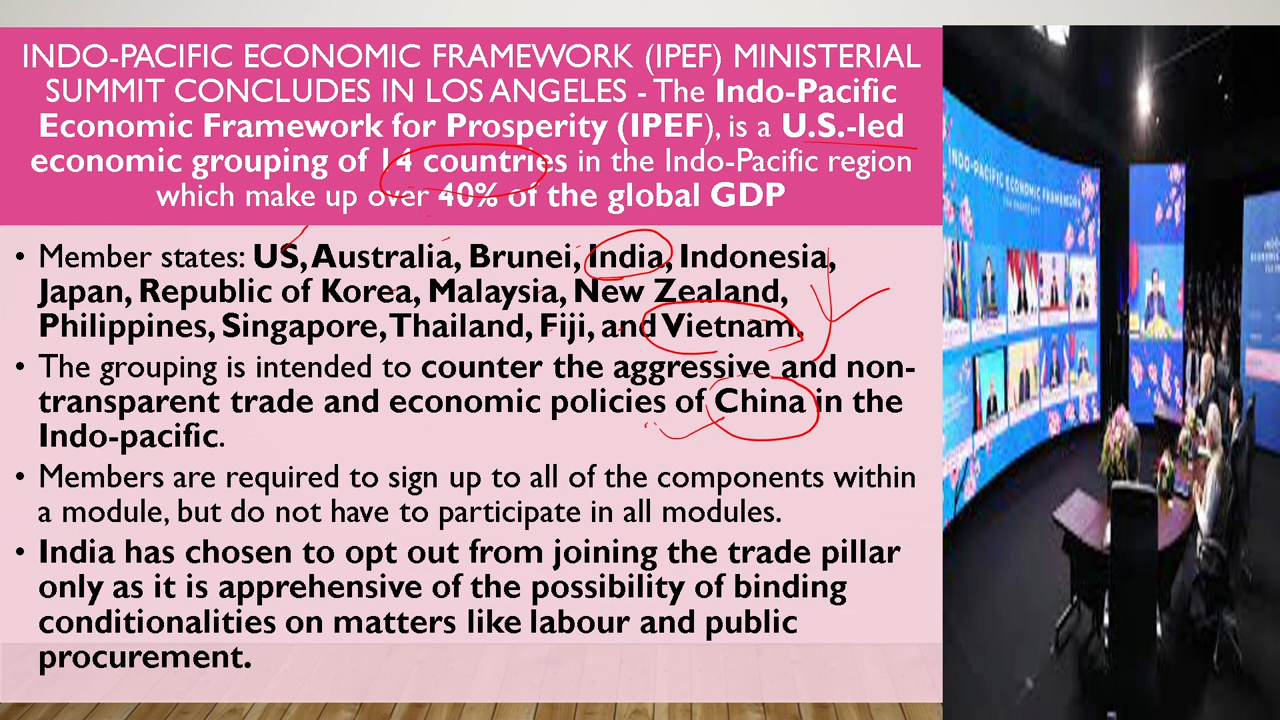 INDO-PACIFIC ECONOMIC FRAMEWORK (IPEF) MINISTERIAL
SUMMIT CONCLUDES IN LOS ANGELES - The Indo-Pacific
Economic Framework for Prosperity (IPEF), is a U.S.-led
economic grouping of 14 countries in the Indo-Pacific region
which make up over 40% of the global GDP
• Member states: US, Australia, Brunei, India, Indonesia,
Japan, Republic of Korea, Malaysia, New Zealand,
Philippines, Singapore, Thailand, Fiji, and Vietnam.
• The grouping is intended to counter the aggressive and non-
transparent trade and economic policies of China in the
Indo-pacific.
• Members are required to sign up to all of the components within
a module, but do not have to participate in all modules.
• India has chosen to opt out from joining the trade pillar
only as it is apprehensive of the possibility of binding
conditionalities on matters like labour and public
procurement.
INDO-PACIFIC ECONOMIC FRAMEWORK